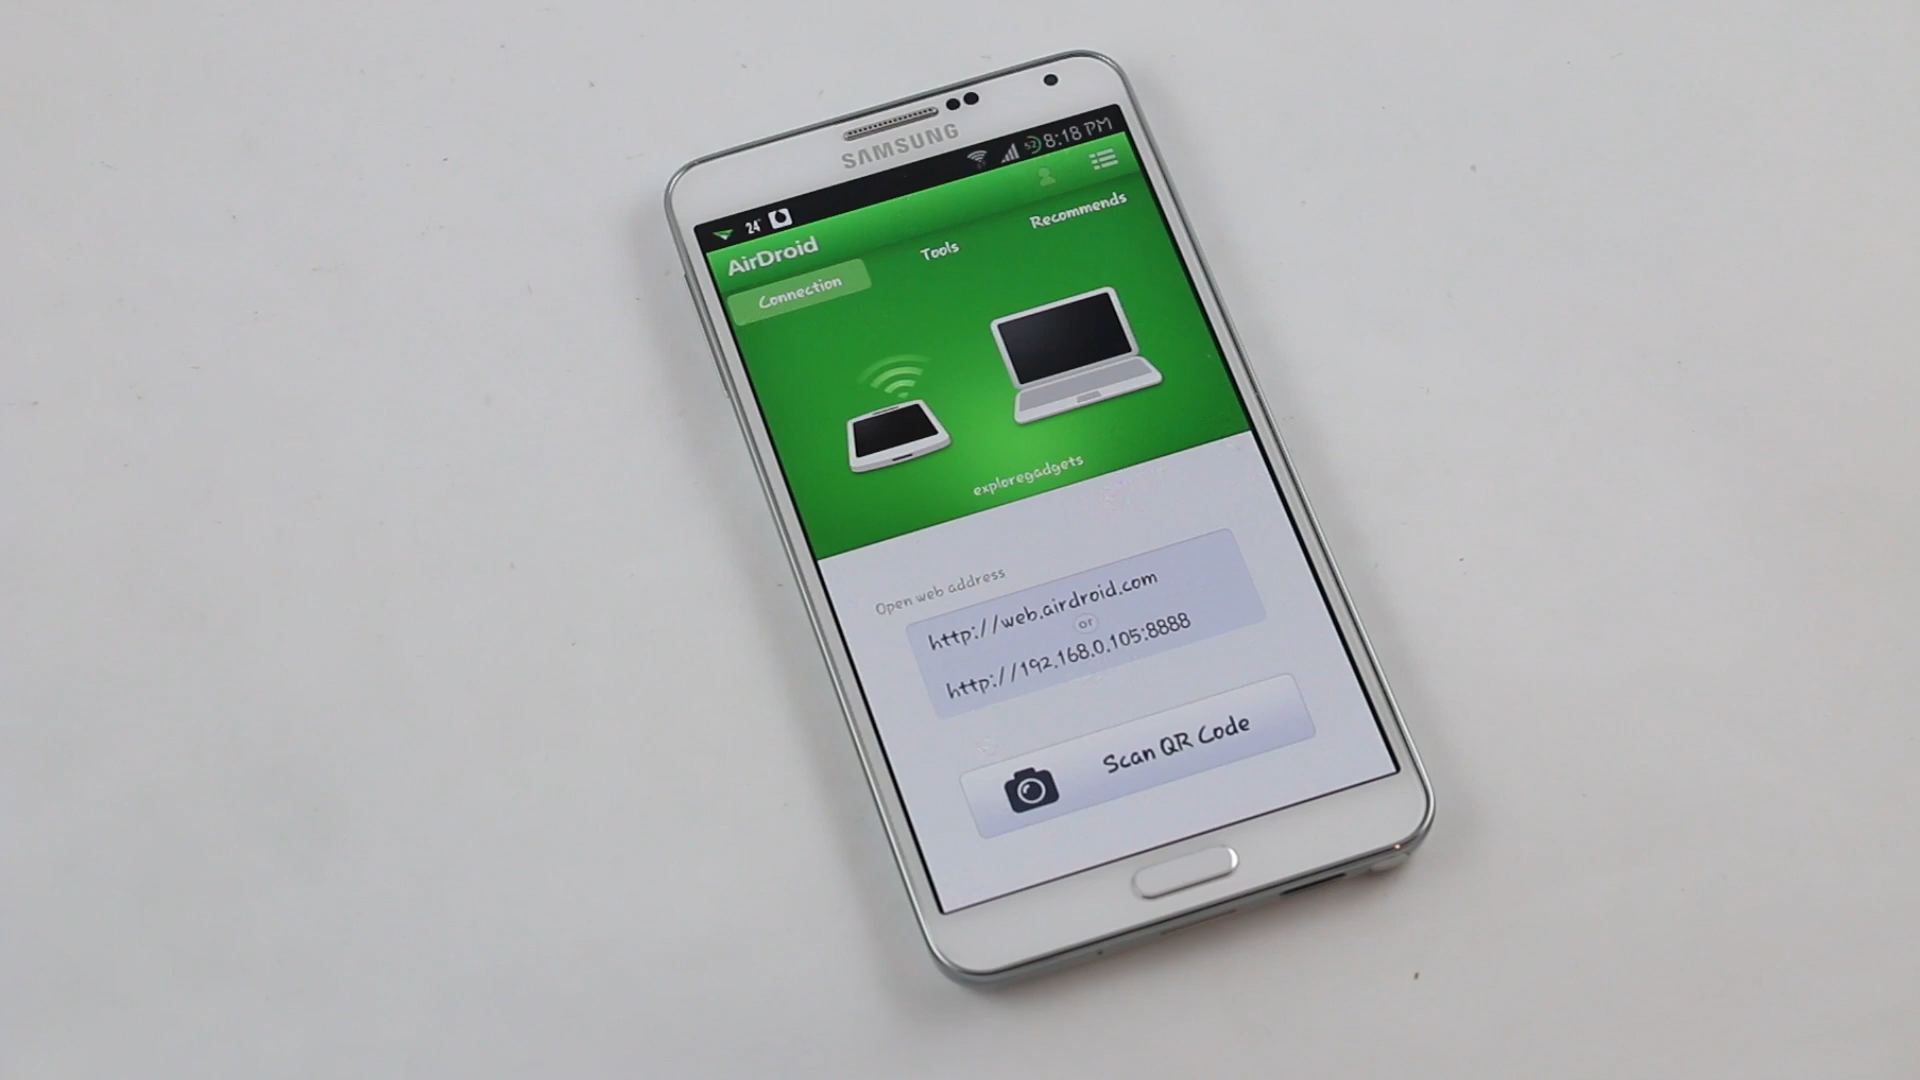 SAMSUNG
24° 52 8:18 PM
AirDroid
Connection Tools Recommends
exploregadgets
Open web address
http://web.airdroid.com
or
http://192.168.0.105:8888
Scan QR Code